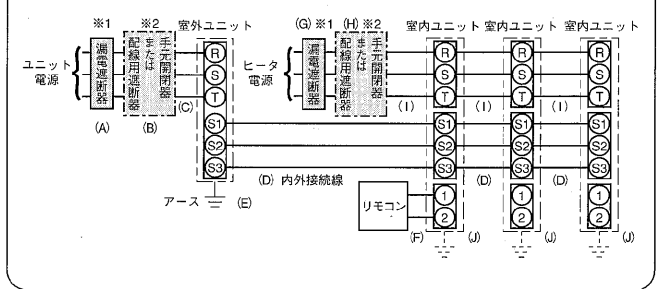 ※1 ※2 室外ユニット (G) ※1 (H) ※2 室内ユニット 室内ユニット 室内ユニット
ユニット電源
漏電遮断器
手元開閉器
または
配線用遮断器
R
S
T
(A)
(B)
(C)
ヒータ電源
漏電遮断器
手元開閉器
または
配線用遮断器
(I)
R
S
T
(I)
R
S
T
(I)
R
S
T
S1
S2
S3
(D) 内外接続線
S1
S2
S3
(D)
S1
S2
S3
(D)
S1
S2
S3
アース
(E)
リモコン
(F)
1
2
(J)
1
2
(J)
1
2
(J)